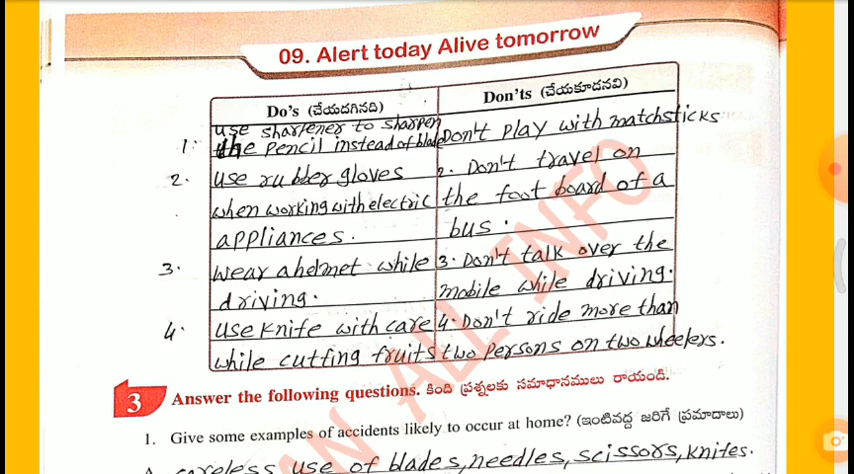 09. Alert today Alive tomorrow
Do's (చేయదగినది) Don'ts (చేయకూడనవి)
1. use sharfener to sharpen Don't play with matchsticks
the pencil instead of blade
2. use rubber gloves 2. Don't travel on
when working with electric the foot board of a
appliances. bus.
3. wear a helmet while 3. Don't talk over the
driving. mobile while driving.
4. use knife with care 4. Don't ride more than
while cutting fruits two persons on two wheelers.
3 Answer the following questions. కింది ప్రశ్నలకు సమాధానములు రాయండి.
1. Give some examples of accidents likely to occur at home? (ఇంటివద్ద జరిగే ప్రమాదాలు)
A. careless use of blades, needles, scissors, knifes.
AN ALL INFO